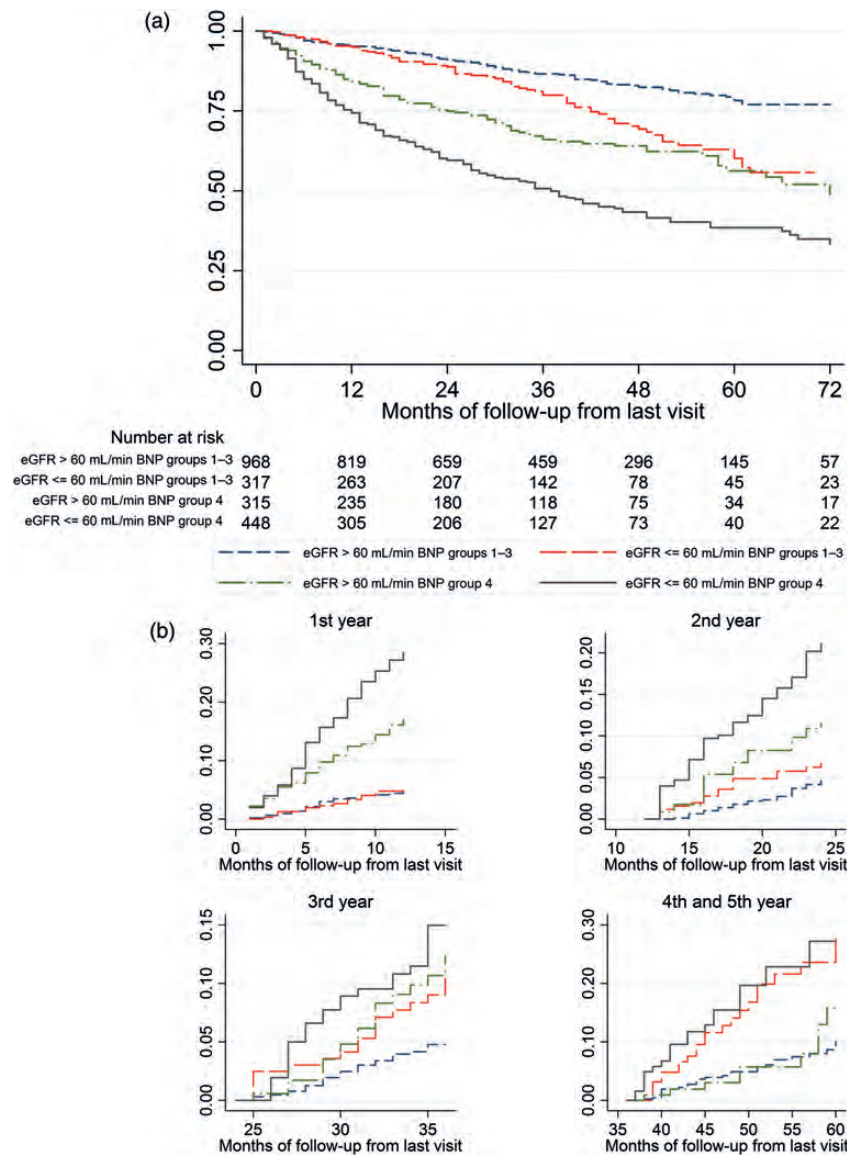 (a)
1.00
0.75
0.50
0.25
0.00
0 12 24 36 48 60 72
Months of follow-up from last visit
Number at risk
eGFR > 60 mL/min BNP groups 1–3 968 819 659 459 296 145 57
eGFR <= 60 mL/min BNP groups 1–3 317 263 207 142 78 45 23
eGFR > 60 mL/min BNP group 4 315 235 180 118 75 34 17
eGFR <= 60 mL/min BNP group 4 448 305 206 127 73 40 22
eGFR > 60 mL/min BNP groups 1–3 eGFR <= 60 mL/min BNP groups 1–3
eGFR > 60 mL/min BNP group 4 eGFR <= 60 mL/min BNP group 4
(b)
1st year
0.30
0.20
0.10
0.00
0 5 10 15
Months of follow-up from last visit
2nd year
0.20
0.15
0.10
0.05
0.00
10 15 20 25
Months of follow-up from last visit
3rd year
0.15
0.10
0.05
0.00
25 30 35
Months of follow-up from last visit
4th and 5th year
0.30
0.20
0.10
0.00
35 40 45 50 55 60
Months of follow-up from last visit